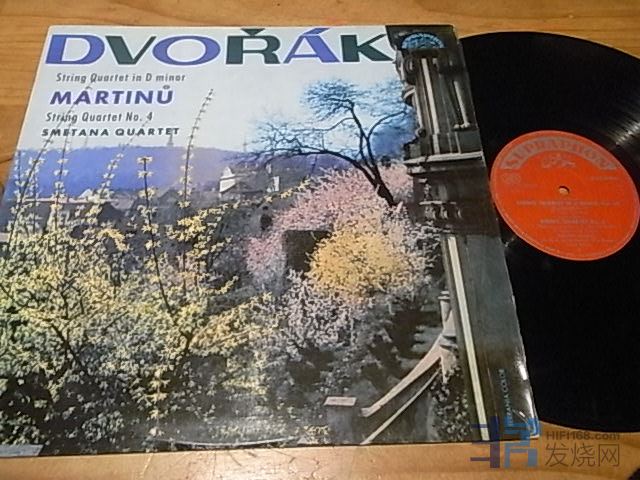 DVOŘÁK
String Quartet in D minor
MARTINŮ
String Quartet No. 4
SMETANA QUARTET
SUPRAPHON
HIFI168.com
发烧网